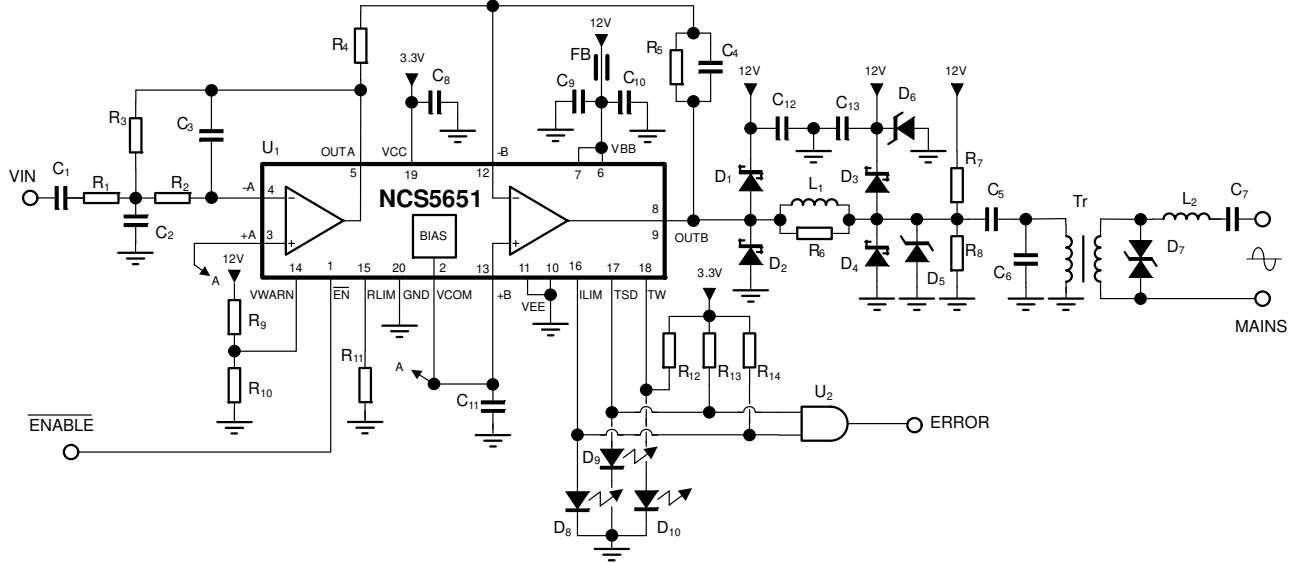 12V
R4
3.3V
FB
R5
C4
C8
C9
C10
12V
12V
12V
R3
C3
C12
C13
D6
U1
OUTA
VCC
-B
VBB
R7
5
19
12
7
6
VIN
C1
R1
R2
–A
4
–
NCS5651
–
D1
L1
D3
C5
Tr
L2
C7
8
C2
+A
3
+
BIAS
+
9
OUTB
D2
R6
D4
D5
R8
C6
D7
A
12V
14
1
15
20
2
13
11
10
16
17
18
3.3V
VWARN
EN
RLIM
GND
VCOM
+B
VEE
ILIM
TSD
TW
MAINS
R9
R11
R12
R13
R14
A
R10
C11
U2
ENABLE
ERROR
D9
D8
D10